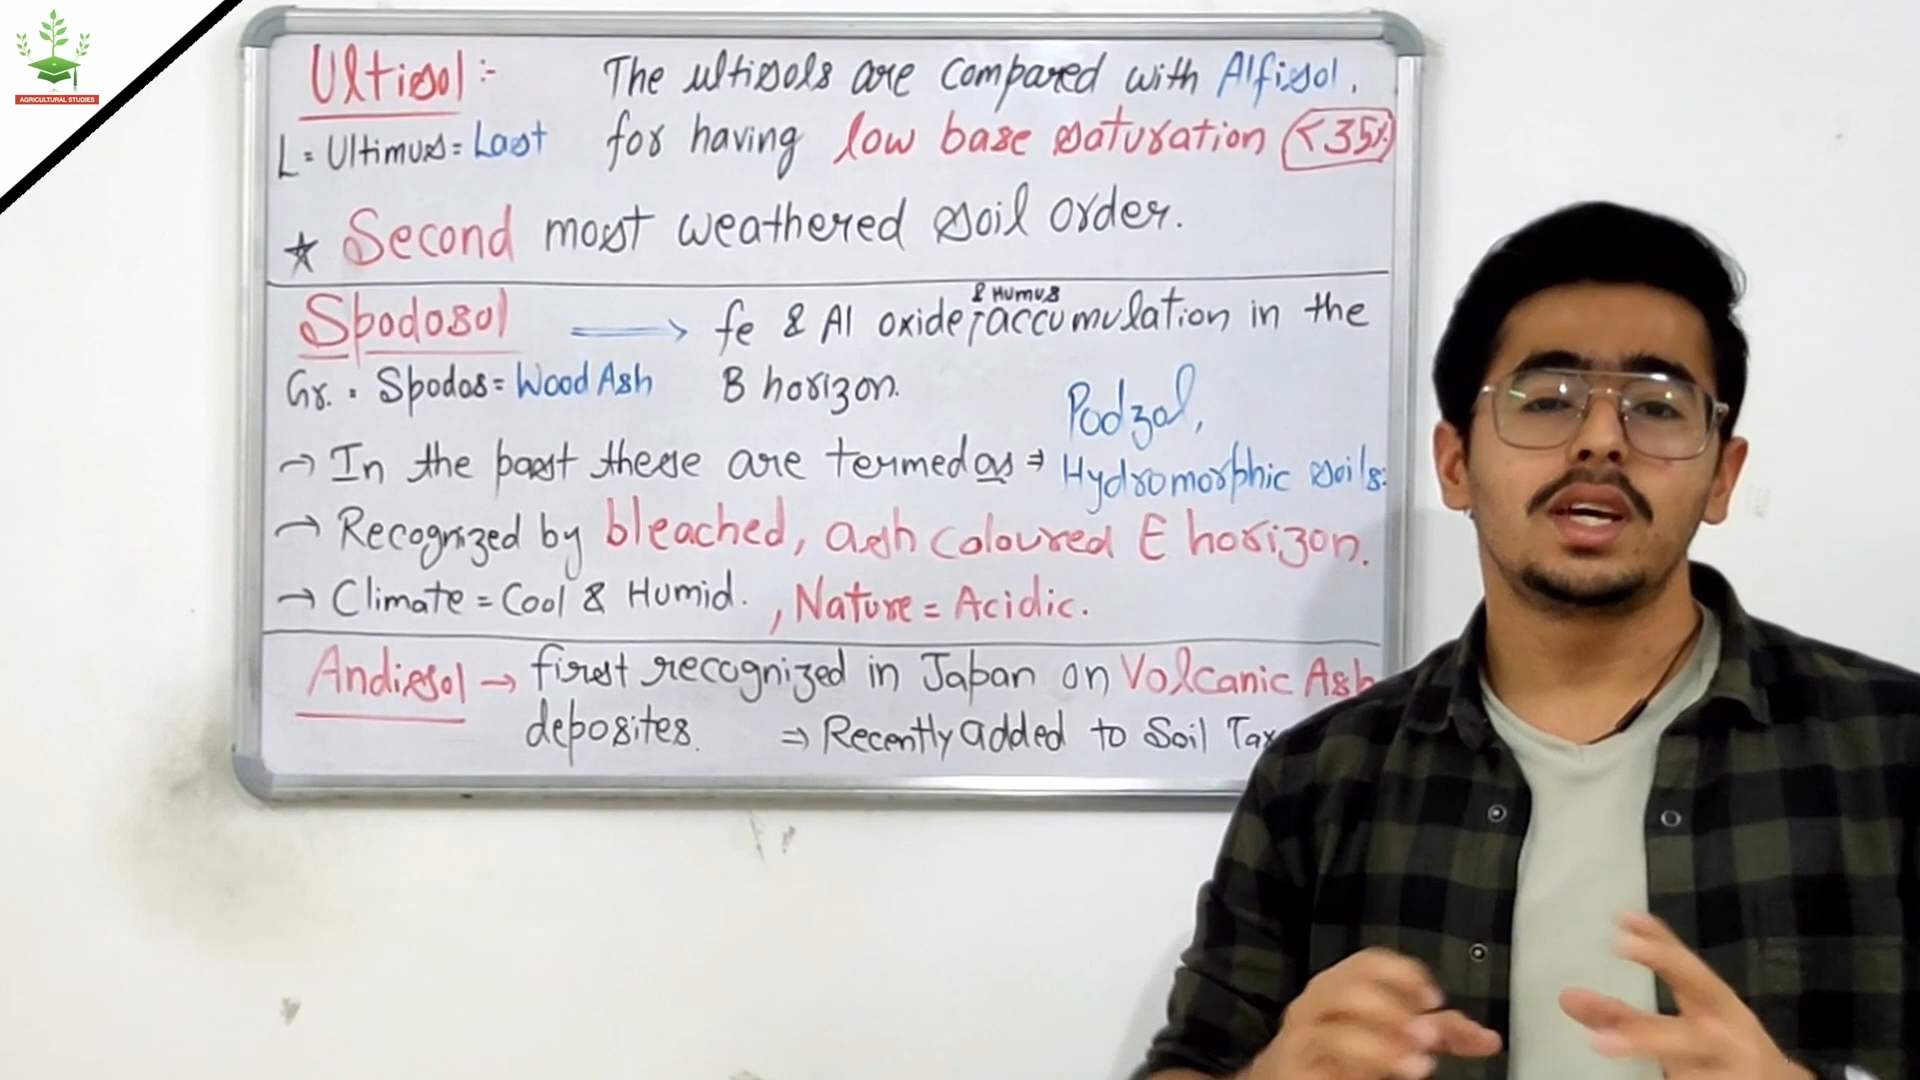 AGRICULTURAL STUDIES
Ultisol :- The ultisols are Compared with Alfisol,
L = Ultimus = Last for having low base saturation (<35%)
★ Second most weathered soil order.
Spodosol → fe & Al oxide, & Humus accumulation in the
Gr. = Spodos = Wood Ash B horizon.
Podzal,
→ In the past these are termed as ⇒ Hydromorphic soils.
→ Recognized by bleached, ash coloured E horizon.
→ Climate = Cool & Humid. , Nature = Acidic.
Andisol → first recognized in Japan on Volcanic Ash
deposites. ⇒ Recently added to Soil Tax